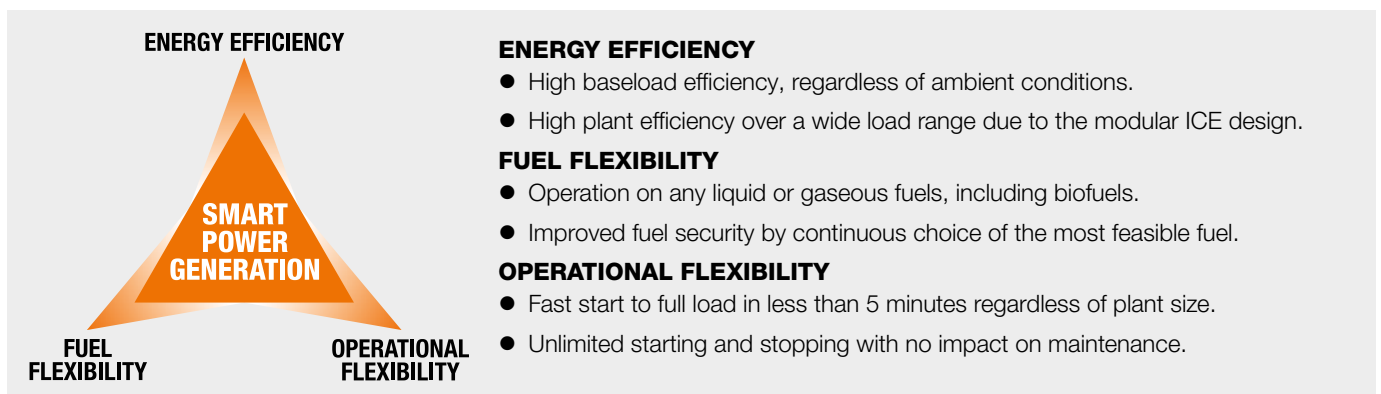 ENERGY EFFICIENCY
SMART
POWER
GENERATION
FUEL
FLEXIBILITY
OPERATIONAL
FLEXIBILITY
ENERGY EFFICIENCY
● High baseload efficiency, regardless of ambient conditions.
● High plant efficiency over a wide load range due to the modular ICE design.
FUEL FLEXIBILITY
● Operation on any liquid or gaseous fuels, including biofuels.
● Improved fuel security by continuous choice of the most feasible fuel.
OPERATIONAL FLEXIBILITY
● Fast start to full load in less than 5 minutes regardless of plant size.
● Unlimited starting and stopping with no impact on maintenance.